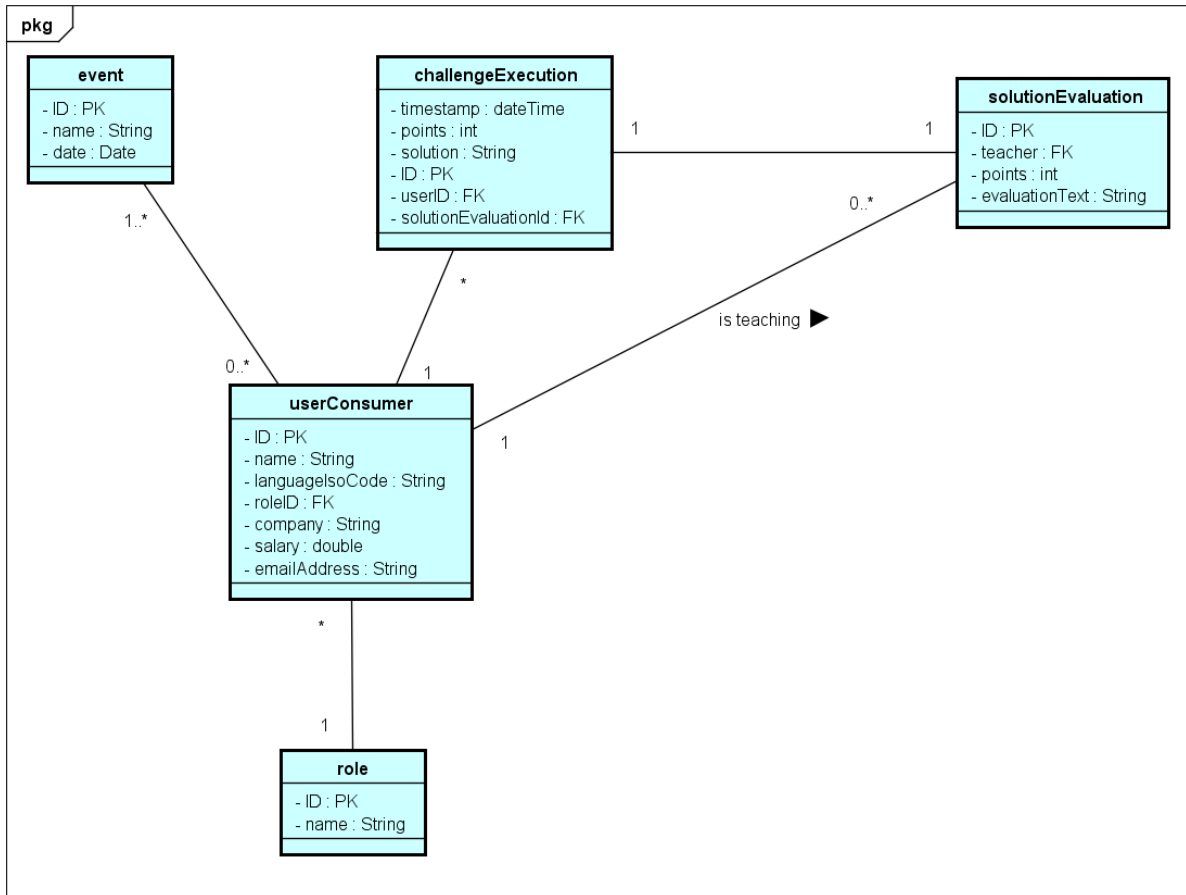 pkg
event
- ID : PK
- name : String
- date : Date
challengeExecution
- timestamp : dateTime
- points : int
- solution : String
- ID : PK
- userID : FK
- solutionEvaluationId : FK
solutionEvaluation
- ID : PK
- teacher : FK
- points : int
- evaluationText : String
1
1
1..*
0..*
*
is teaching ▶
0..*
1
1
userConsumer
- ID : PK
- name : String
- languageIsoCode : String
- roleID : FK
- company : String
- salary : double
- emailAddress : String
*
1
role
- ID : PK
- name : String